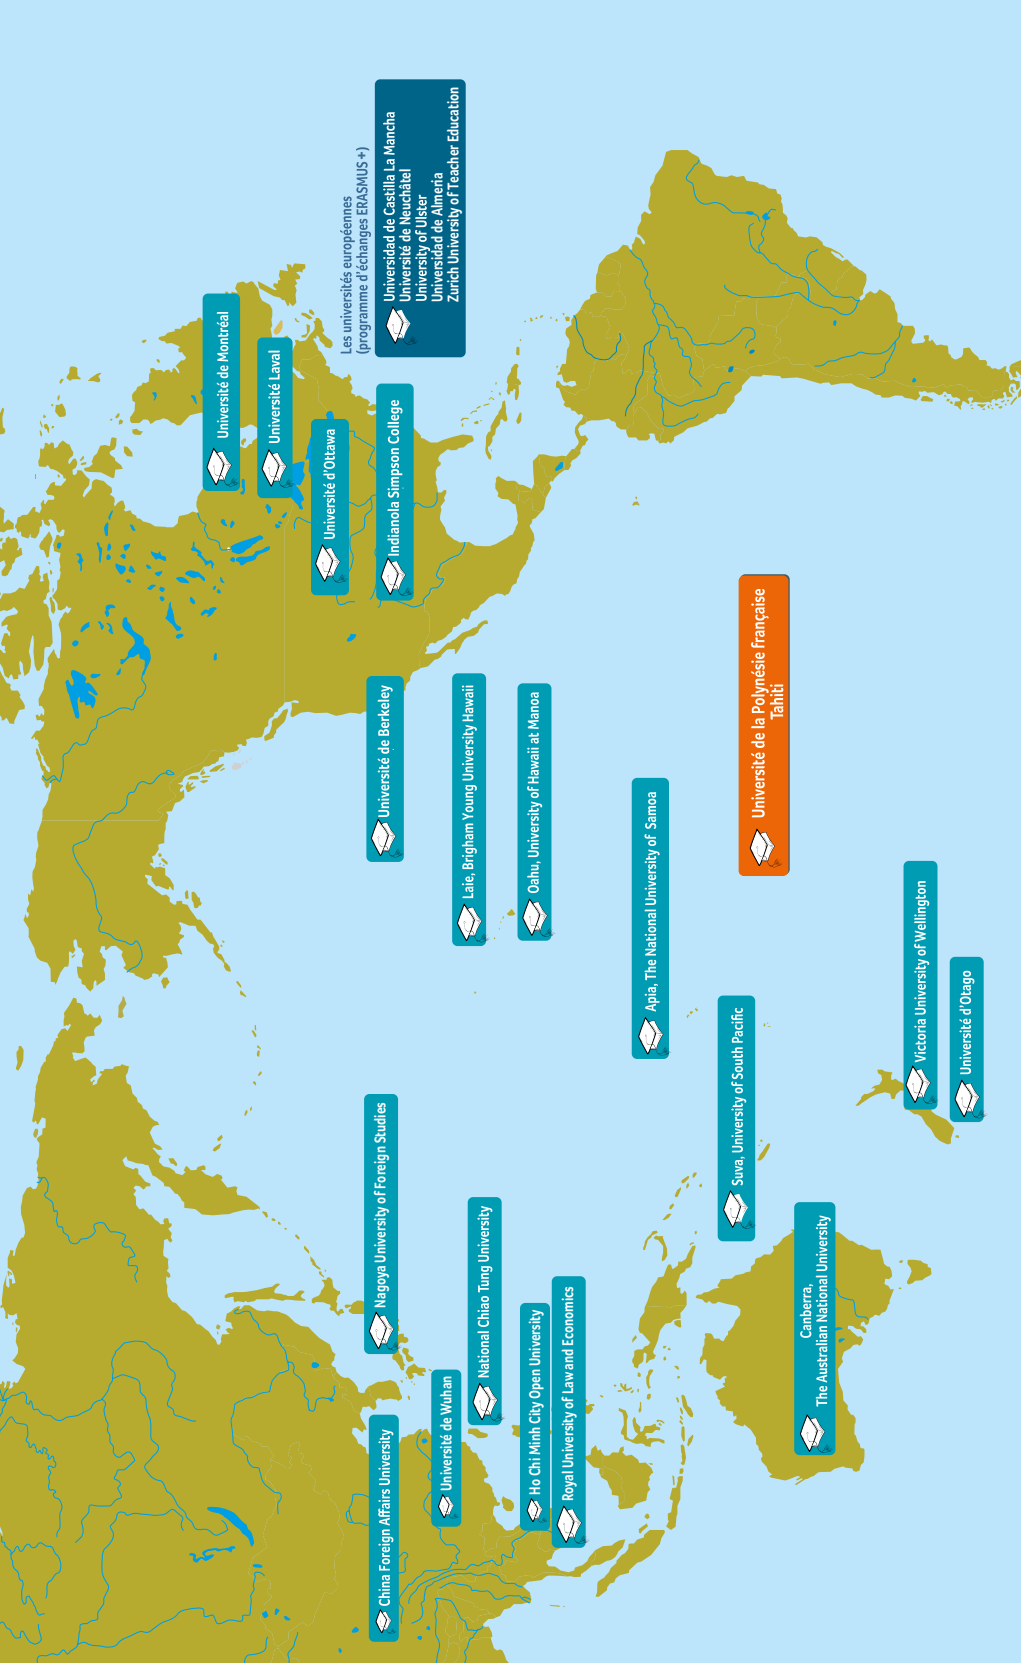 Université de Montréal
Université Laval
Université d'Ottawa
Indianola Simpson College
Les universités européennes
(programme d'échanges ERASMUS +)
Universidad de Castilla La Mancha
Université de Neuchâtel
University of Ulster
Universidad de Almeria
Zurich University of Teacher Education
Université de Berkeley
Laie, Brigham Young University Hawaii
Oahu, University of Hawaii at Manoa
Apia, The National University of Samoa
Université de la Polynésie Française
Tahiti
Suva, University of South Pacific
Victoria University of Wellington
Université d'Otago
Canberra,
The Australian National University
Nagoya University of Foreign Studies
National Chiao Tung University
China Foreign Affairs University
Université de Wuhan
Ho Chi Minh City Open University
Royal University of Law and Economics